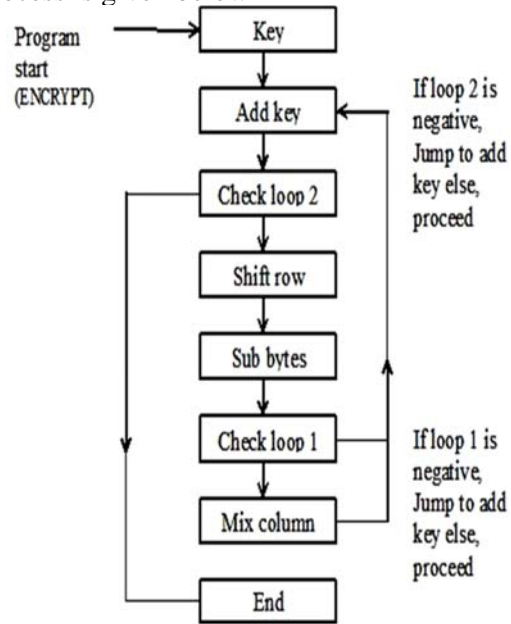 Program
start
(ENCRYPT)
Key
Add key
Check loop 2
Shift row
Sub bytes
Check loop 1
Mix column
End
If loop 2 is
negative,
Jump to add
key else,
proceed
If loop 1 is
negative,
Jump to add
key else,
proceed